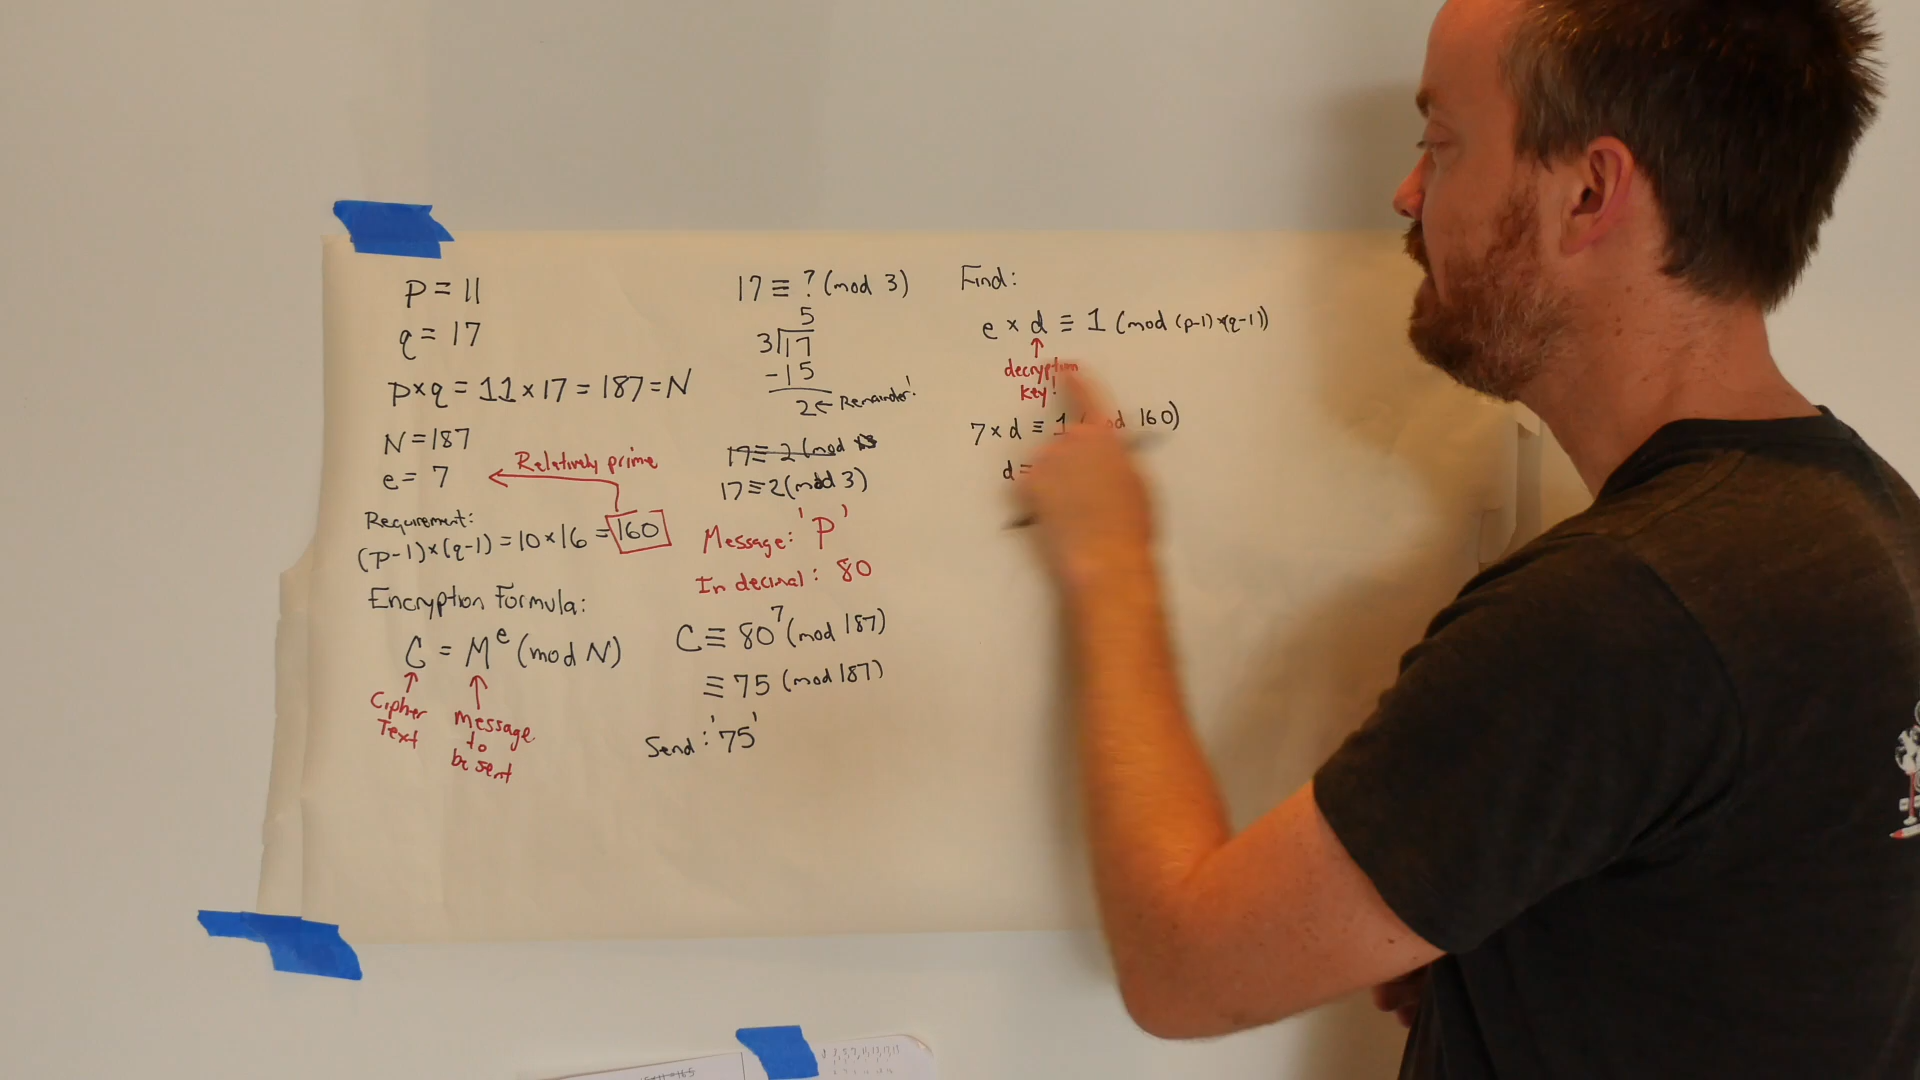 p = 11
q = 17
p×q = 11 × 17 = 187 = N
N = 187
e = 7
Relatively prime
Requirement:
(p-1)×(q-1) = 10×16 = 160
Encryption Formula:
C = M^e (mod N)
Cipher
Text
Message
to
be sent
17 ≡ ? (mod 3)
5
3)17
-15
2 ← Remainder!
17 ≡ 2 (mod
17 ≡ 2 (mod 3)
Message: 'P'
In decimal: 80
C ≡ 80^7 (mod 187)
≡ 75 (mod 187)
Send: '75'
Find:
e × d ≡ 1 (mod (p-1)×(q-1))
decryption
key!
7 × d ≡ 1 (mod 160)
d =